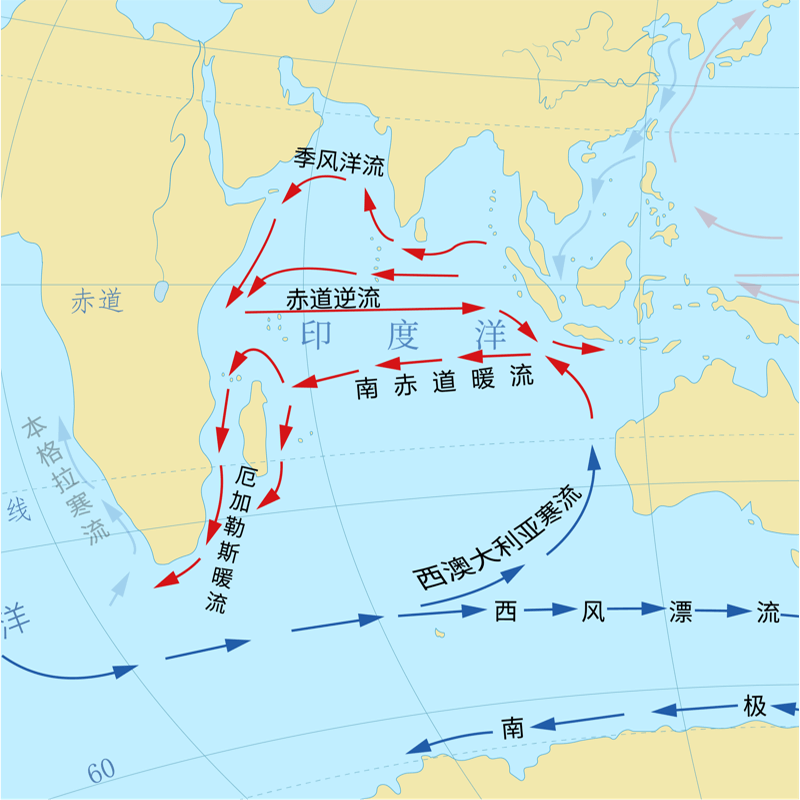 季风洋流
赤道
赤道逆流
印度洋
南赤道暖流
本格拉寒流
线
厄加勒斯暖流
西澳大利亚寒流
洋
西风漂流
南极
60